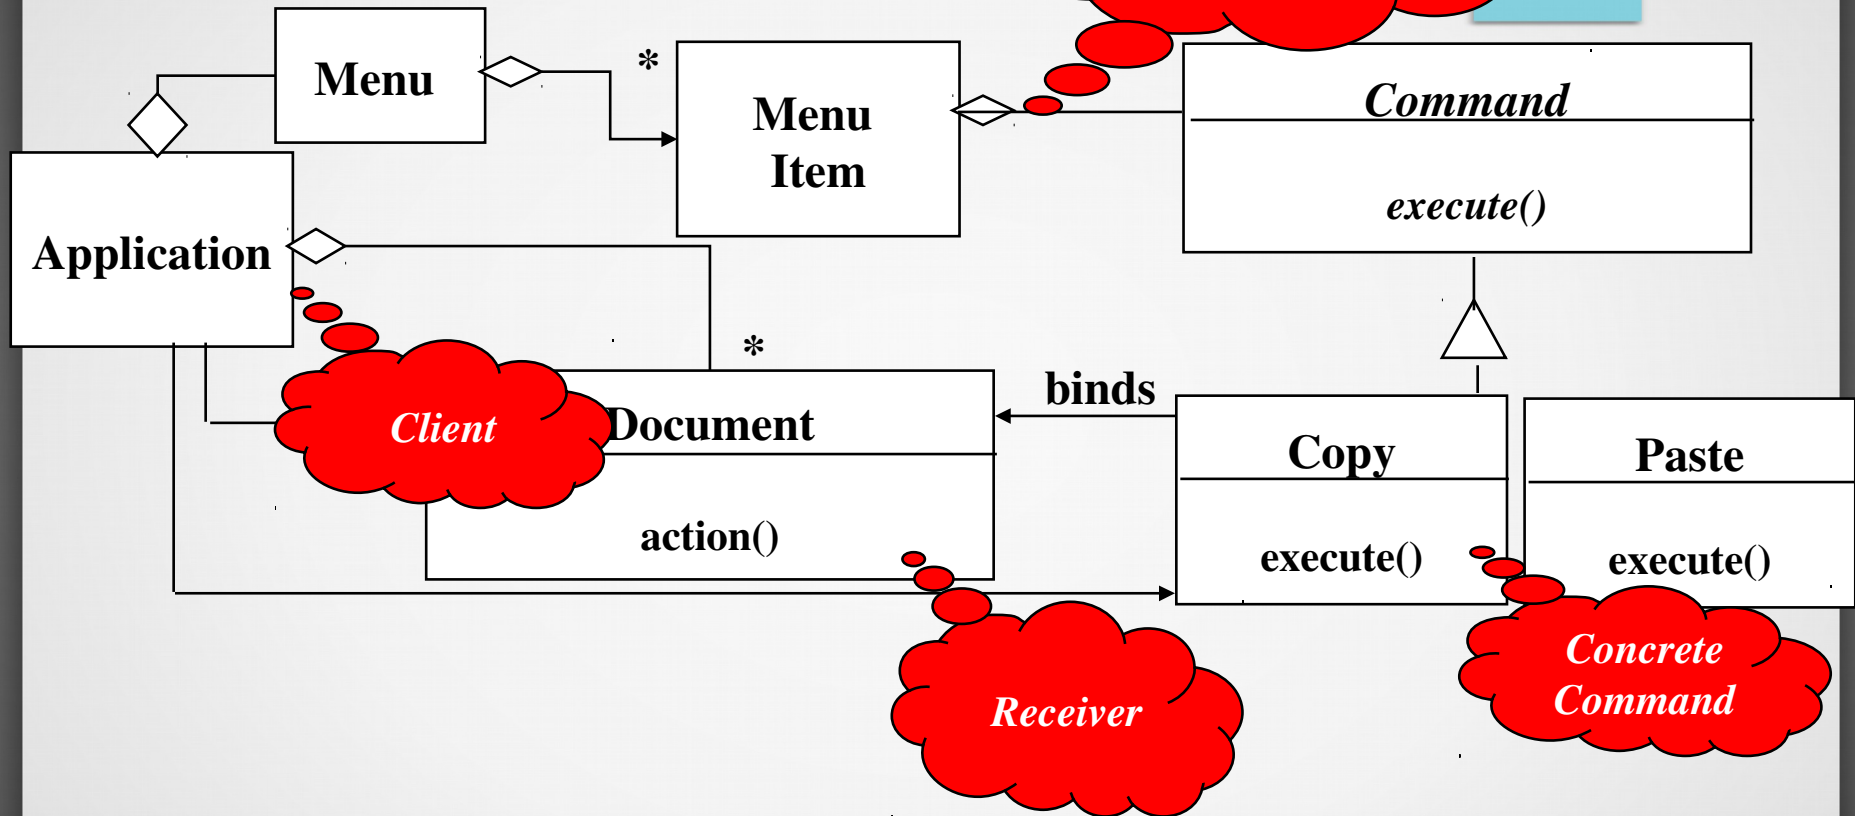 Menu
*
Menu
Item
Command
execute()
Application
*
binds
Client
Document
action()
Copy
execute()
Paste
execute()
Receiver
Concrete
Command